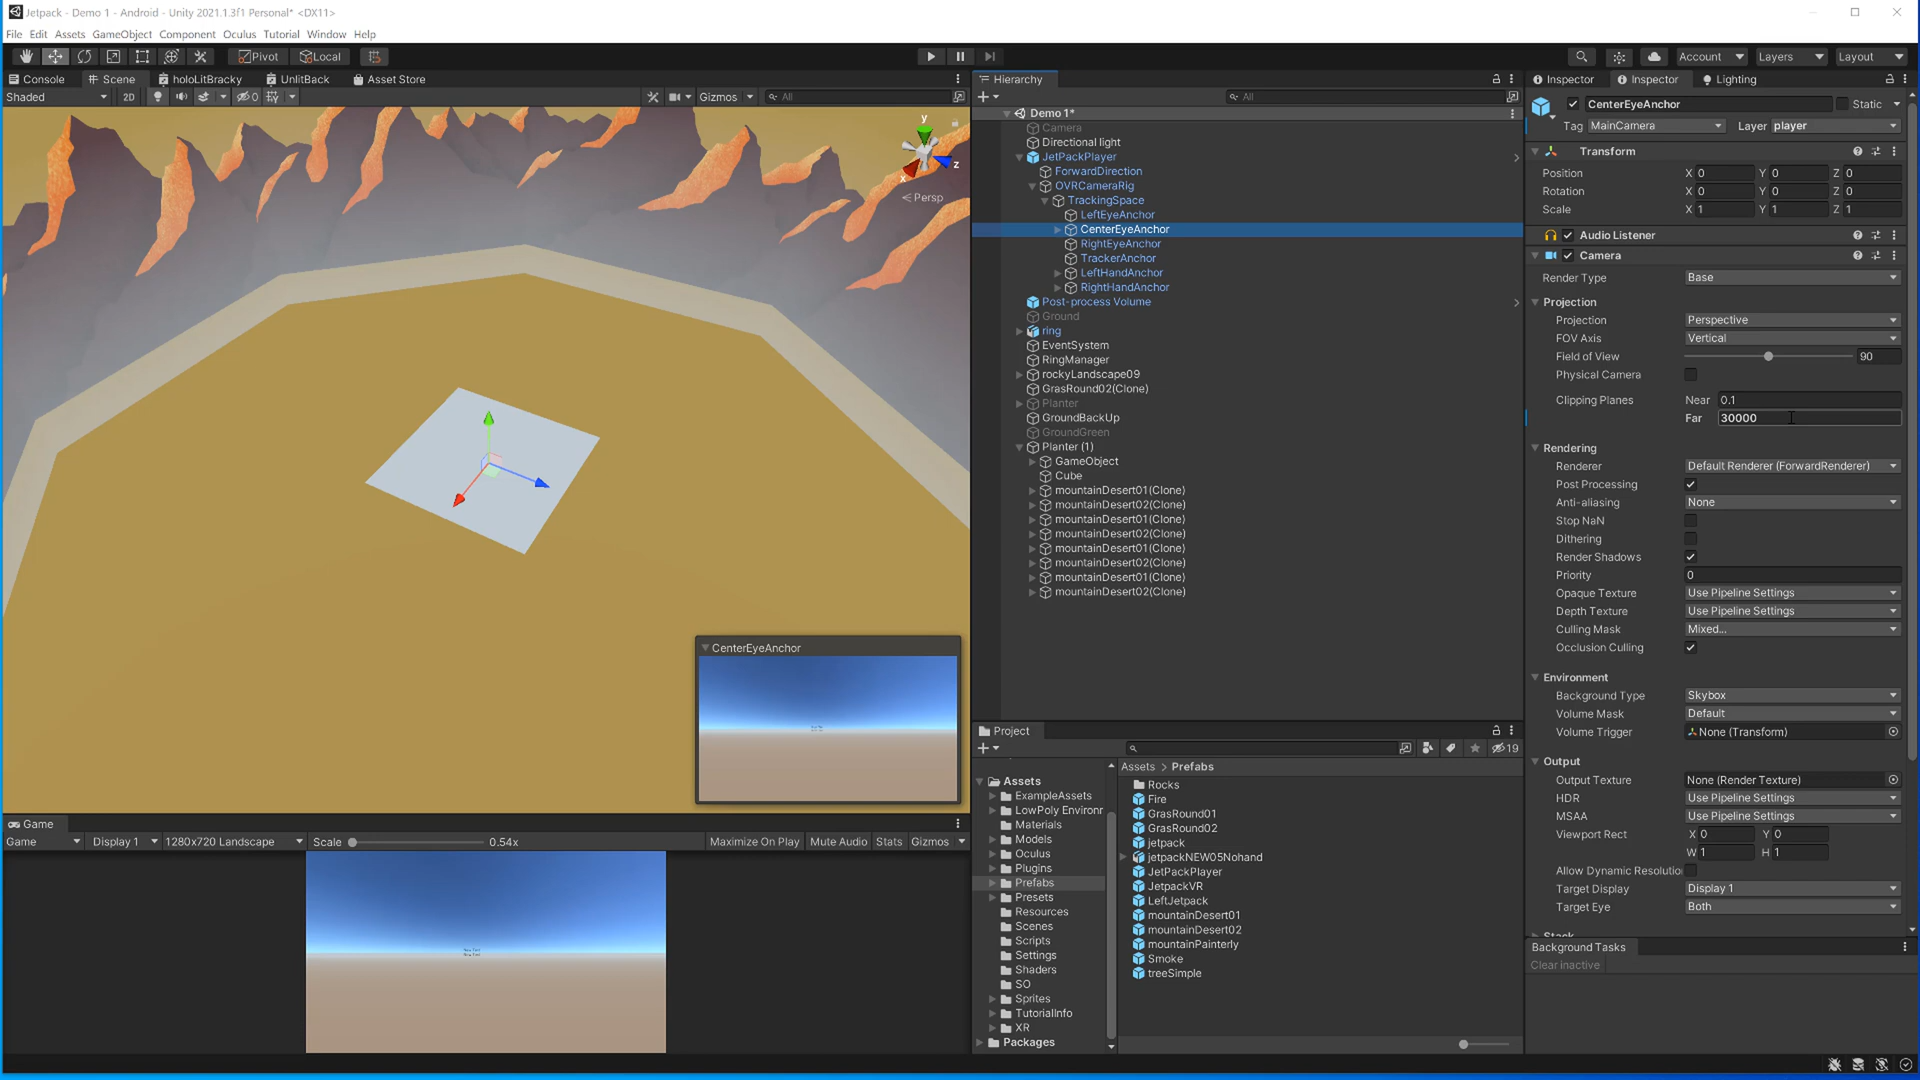 Jetpack - Demo 1 - Android - Unity 2021.1.3f1 Personal* <DX11>
File Edit Assets GameObject Component Oculus Tutorial Window Help
Pivot Local Account Layers Layout
Console Scene holoLitBracky UnlitBack Asset Store
Shaded 2D 0 Gizmos All
y
z
x
Persp
CenterEyeAnchor
Game
Game Display 1 1280x720 Landscape Scale 0.54x Maximize On Play Mute Audio Stats Gizmos
Hierarchy
All
Demo 1*
Camera
Directional light
JetPackPlayer
ForwardDirection
OVRCameraRig
TrackingSpace
LeftEyeAnchor
CenterEyeAnchor
RightEyeAnchor
TrackerAnchor
LeftHandAnchor
RightHandAnchor
Post-process Volume
Ground
ring
EventSystem
RingManager
rockyLandscape09
GrasRound02(Clone)
Planter
GroundBackUp
GroundGreen
Planter (1)
GameObject
Cube
mountainDesert01(Clone)
mountainDesert02(Clone)
mountainDesert01(Clone)
mountainDesert02(Clone)
mountainDesert01(Clone)
mountainDesert02(Clone)
mountainDesert01(Clone)
mountainDesert02(Clone)
Project
19
Assets
ExampleAssets
LowPoly Environr
Materials
Models
Oculus
Plugins
Prefabs
Presets
Resources
Scenes
Scripts
Settings
Shaders
SO
Sprites
TutorialInfo
XR
Packages
Assets > Prefabs
Rocks
Fire
GrasRound01
GrasRound02
jetpack
jetpackNEW05Nohand
JetPackPlayer
JetpackVR
LeftJetpack
mountainDesert01
mountainDesert02
mountainPainterly
Smoke
treeSimple
Inspector Inspector Lighting
CenterEyeAnchor Static
Tag MainCamera Layer player
Transform
Position X 0 Y 0 Z 0
Rotation X 0 Y 0 Z 0
Scale X 1 Y 1 Z 1
Audio Listener
Camera
Render Type Base
Projection
Projection Perspective
FOV Axis Vertical
Field of View 90
Physical Camera
Clipping Planes Near 0.1
Far 30000
Rendering
Renderer Default Renderer (ForwardRenderer)
Post Processing
Anti-aliasing None
Stop NaN
Dithering
Render Shadows
Priority 0
Opaque Texture Use Pipeline Settings
Depth Texture Use Pipeline Settings
Culling Mask Mixed...
Occlusion Culling
Environment
Background Type Skybox
Volume Mask Default
Volume Trigger None (Transform)
Output
Output Texture None (Render Texture)
HDR Use Pipeline Settings
MSAA Use Pipeline Settings
Viewport Rect X 0 Y 0
W 1 H 1
Allow Dynamic Resolutio
Target Display Display 1
Target Eye Both
Background Tasks
Clear inactive